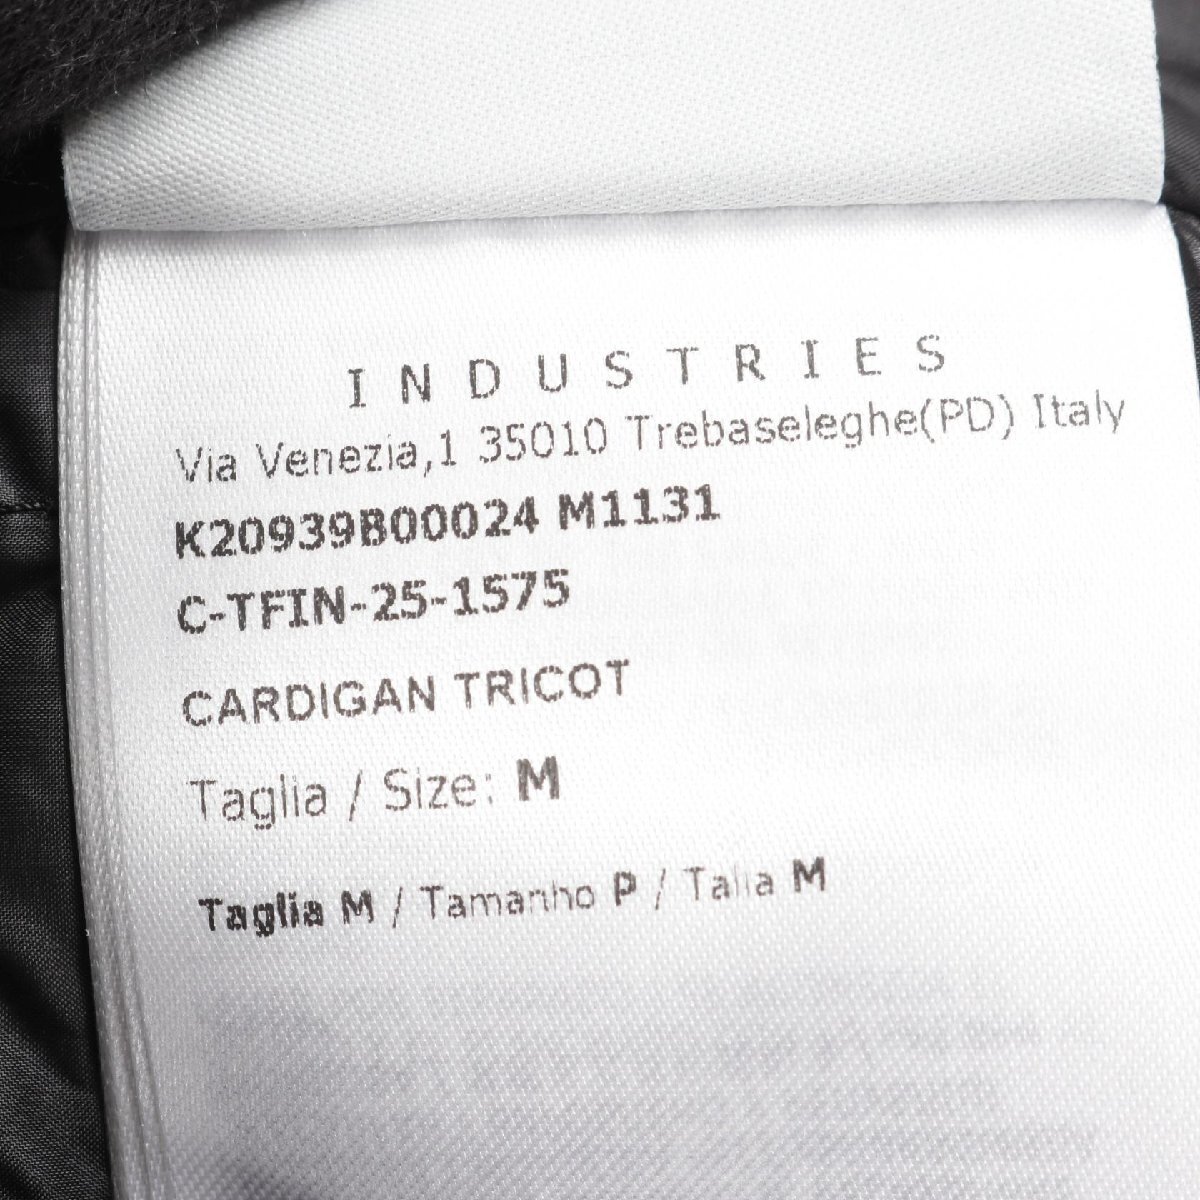 INDUSTRIES
Via Venezia,1 35010 Trebaseleghe(PD) Italy
K20939B00024 M1131
C-TFIN-25-1575
CARDIGAN TRICOT
Taglia / Size: M
Taglia M / Tamanho P / Talla M